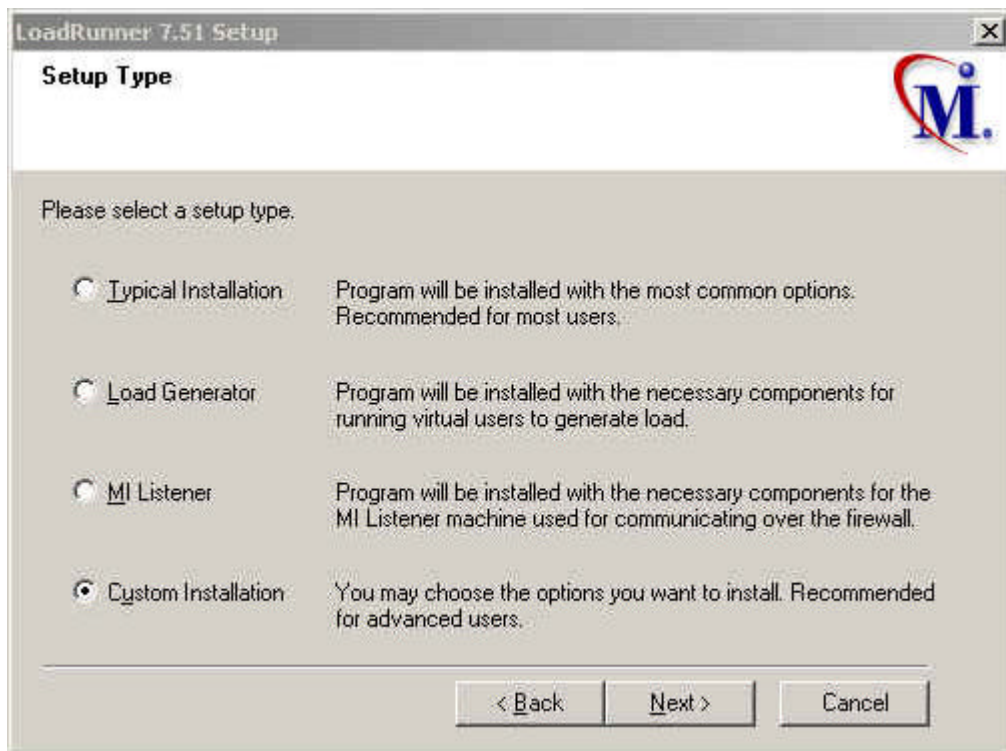 LoadRunner 7.51 Setup
Setup Type
M.
Please select a setup type.
Typical Installation
Program will be installed with the most common options.
Recommended for most users.
Load Generator
Program will be installed with the necessary components for
running virtual users to generate load.
MI Listener
Program will be installed with the necessary components for the
MI Listener machine used for communicating over the firewall.
Custom Installation
You may choose the options you want to install. Recommended
for advanced users.
< Back
Next >
Cancel